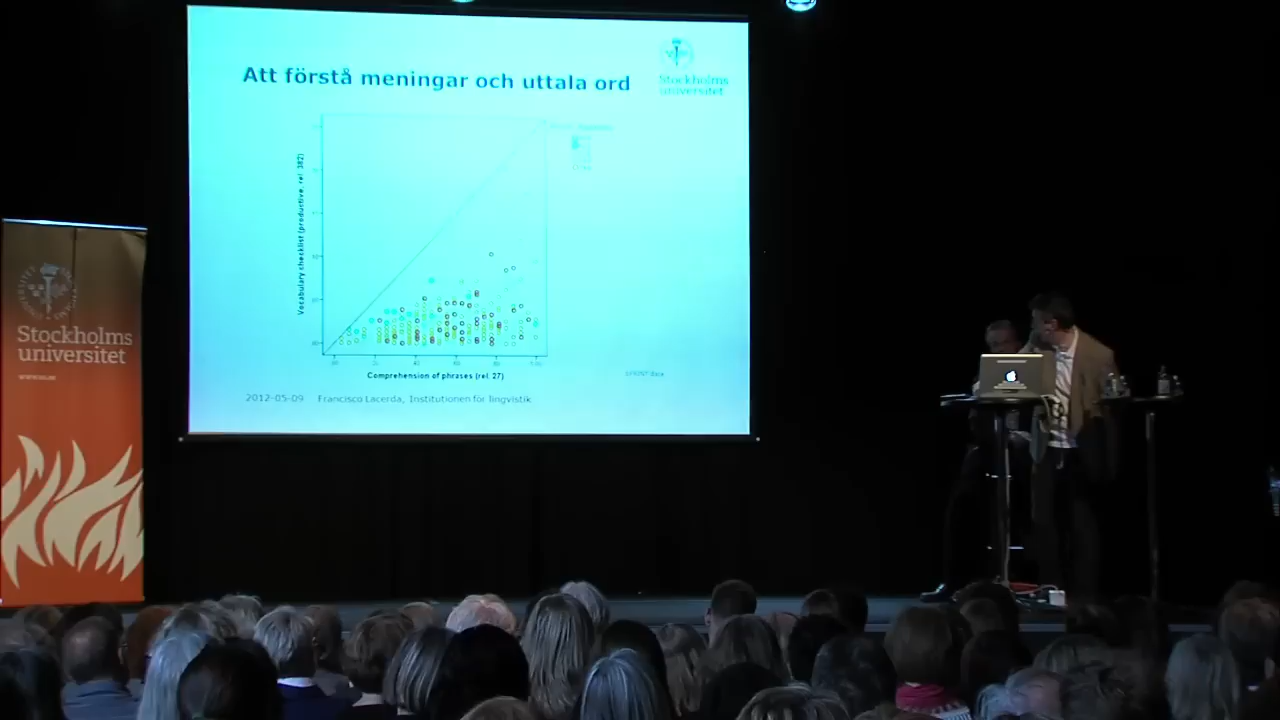 Att förstå meningar och uttala ord
Stockholms
universitet
Vocabulary checklist (productive, rel. 382)
Comprehension of phrases (rel. 27)
2012-05-09 Francisco Lacerda, Institutionen för lingvistik
Stockholms
universitet